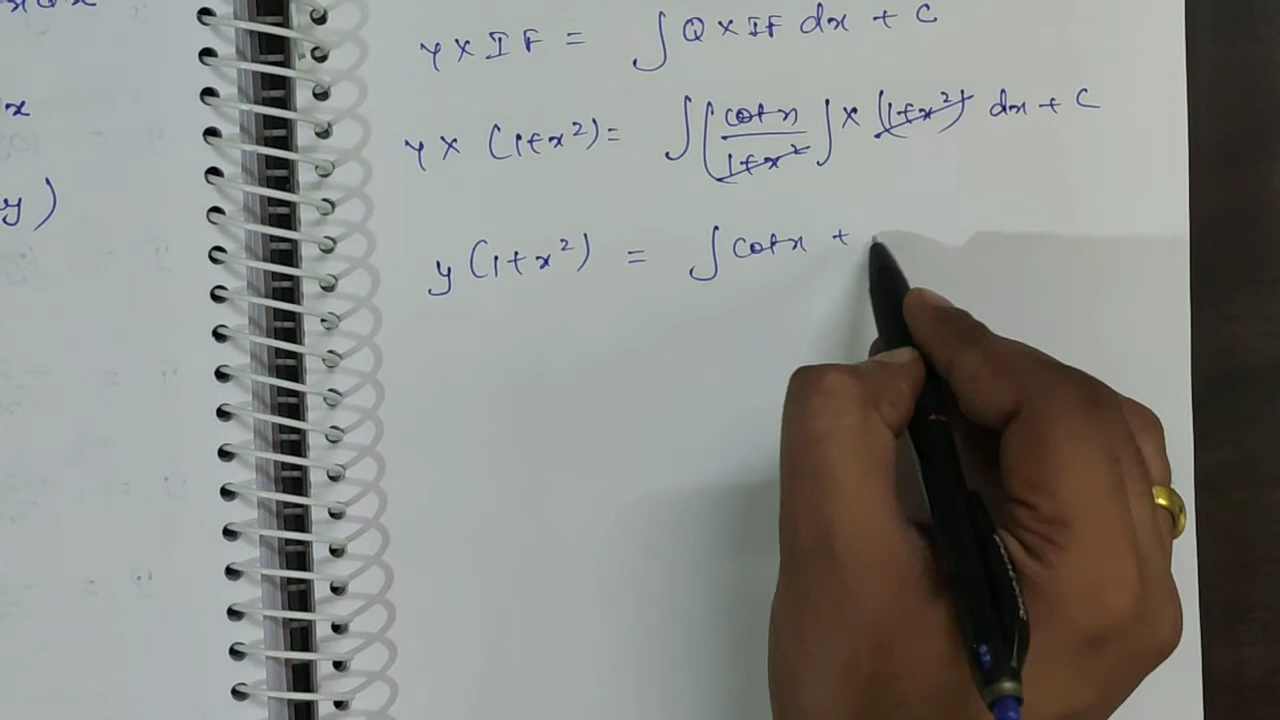 x
y)
y × IF = ∫ Q × IF dx + C
y × (1+x²) = ∫ (cot x / 1+x²) × (1+x²) dx + C
y (1+x²) = ∫ cot x +